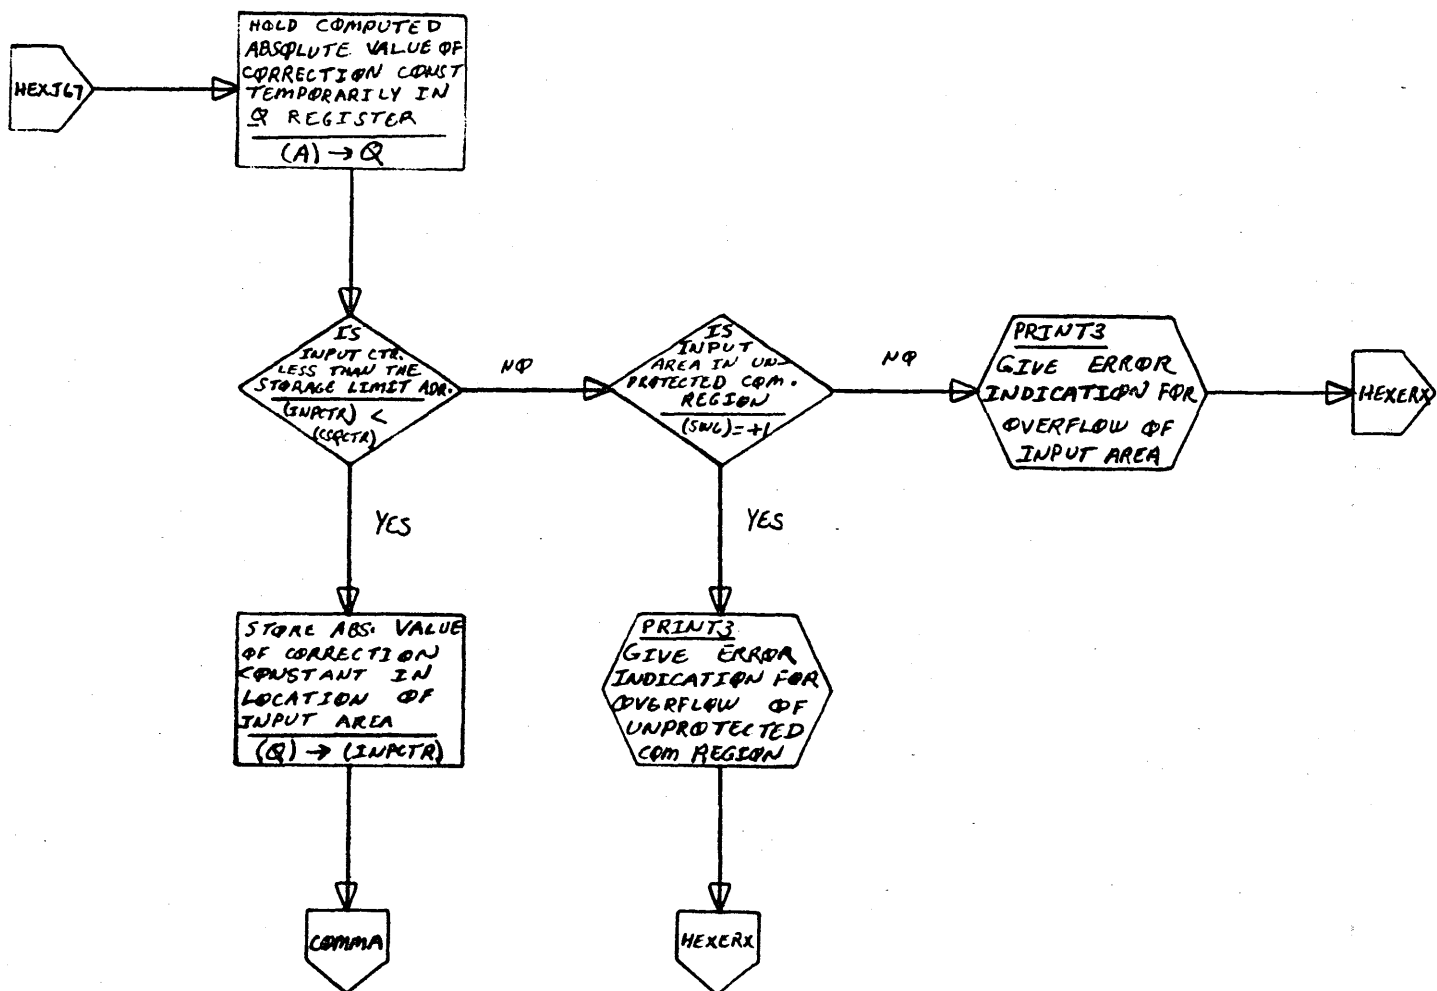 HEXJ67
HOLD COMPUTED
ABSOLUTE VALUE OF
CORRECTION CONST
TEMPORARILY IN
Q REGISTER
(A) → Q
IS
INPUT CTR.
LESS THAN THE
STORAGE LIMIT ADR.
(INPCTR) <
NO
IS
INPUT
AREA IN UN-
PROTECTED COM.
REGION
(SW6)=+1
NO
PRINT3
GIVE ERROR
INDICATION FOR
OVERFLOW OF
INPUT AREA
HEXERX
YES
YES
STORE ABS. VALUE
OF CORRECTION
CONSTANT IN
LOCATION OF
INPUT AREA
(Q) → (INPCTR)
PRINT3
GIVE ERROR
INDICATION FOR
OVERFLOW OF
UNPROTECTED
COM REGION
COMMA
HEXERX